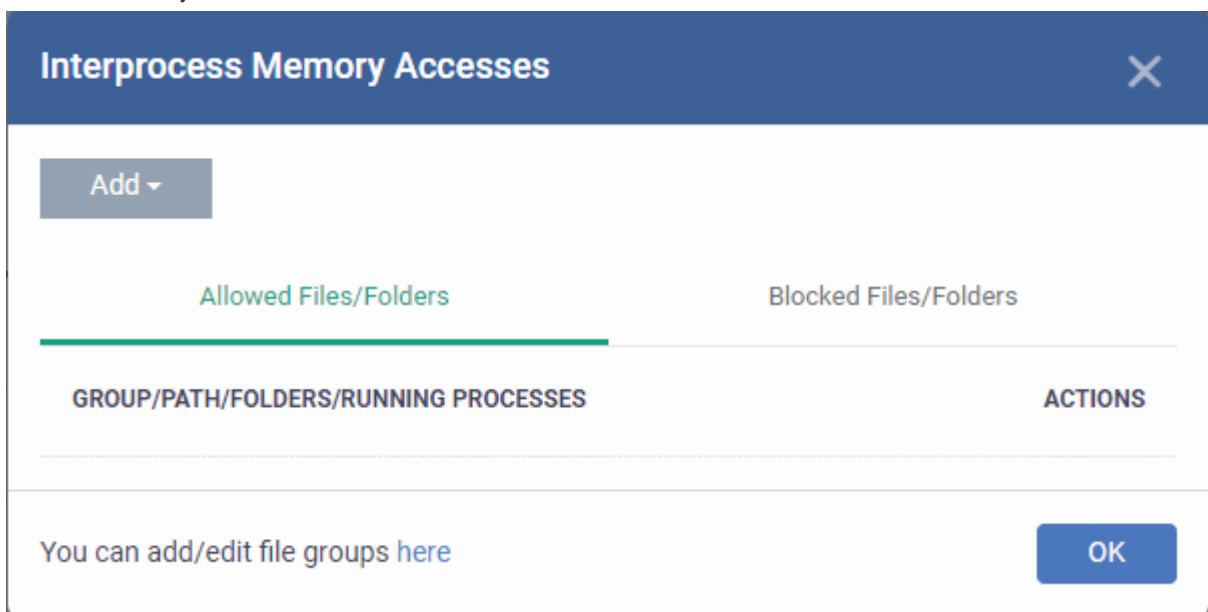 Interprocess Memory Accesses
Add
Allowed Files/Folders Blocked Files/Folders
GROUP/PATH/FOLDERS/RUNNING PROCESSES ACTIONS
You can add/edit file groups here OK